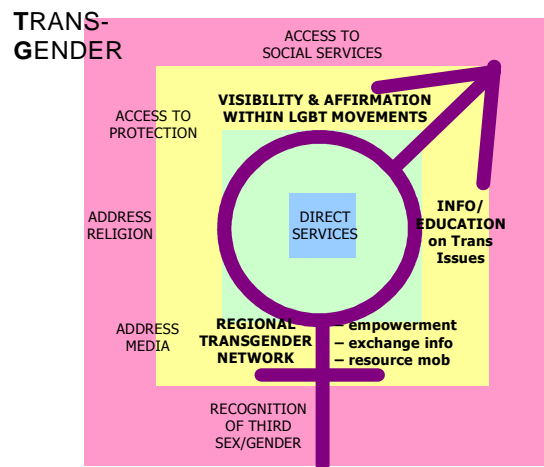 TRANS-
GENDER
ACCESS TO
SOCIAL SERVICES
VISIBILITY & AFFIRMATION
WITHIN LGBT MOVEMENTS
ACCESS TO
PROTECTION
ADDRESS
RELIGION
DIRECT
SERVICES
INFO/
EDUCATION
on Trans
Issues
ADDRESS
MEDIA
REGIONAL
TRANSGENDER
NETWORK
– empowerment
– exchange info
– resource mob
RECOGNITION
OF THIRD
SEX/GENDER